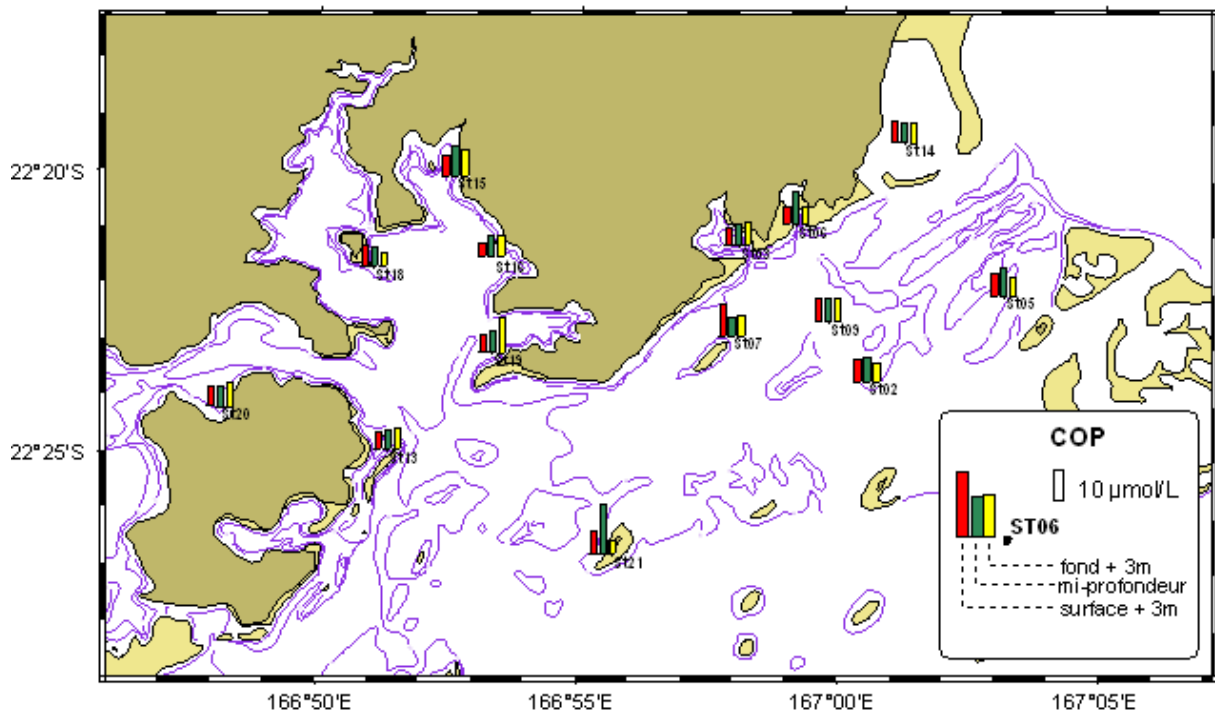 22°20'S
22°25'S
St14
St15
St06
St03
St16
St18
St05
St09
St07
St19
St02
St20
St13
St21
COP
10 µmol/L
ST06
fond + 3m
mi-profondeur
surface + 3m
166°50'E
166°55'E
167°00'E
167°05'E